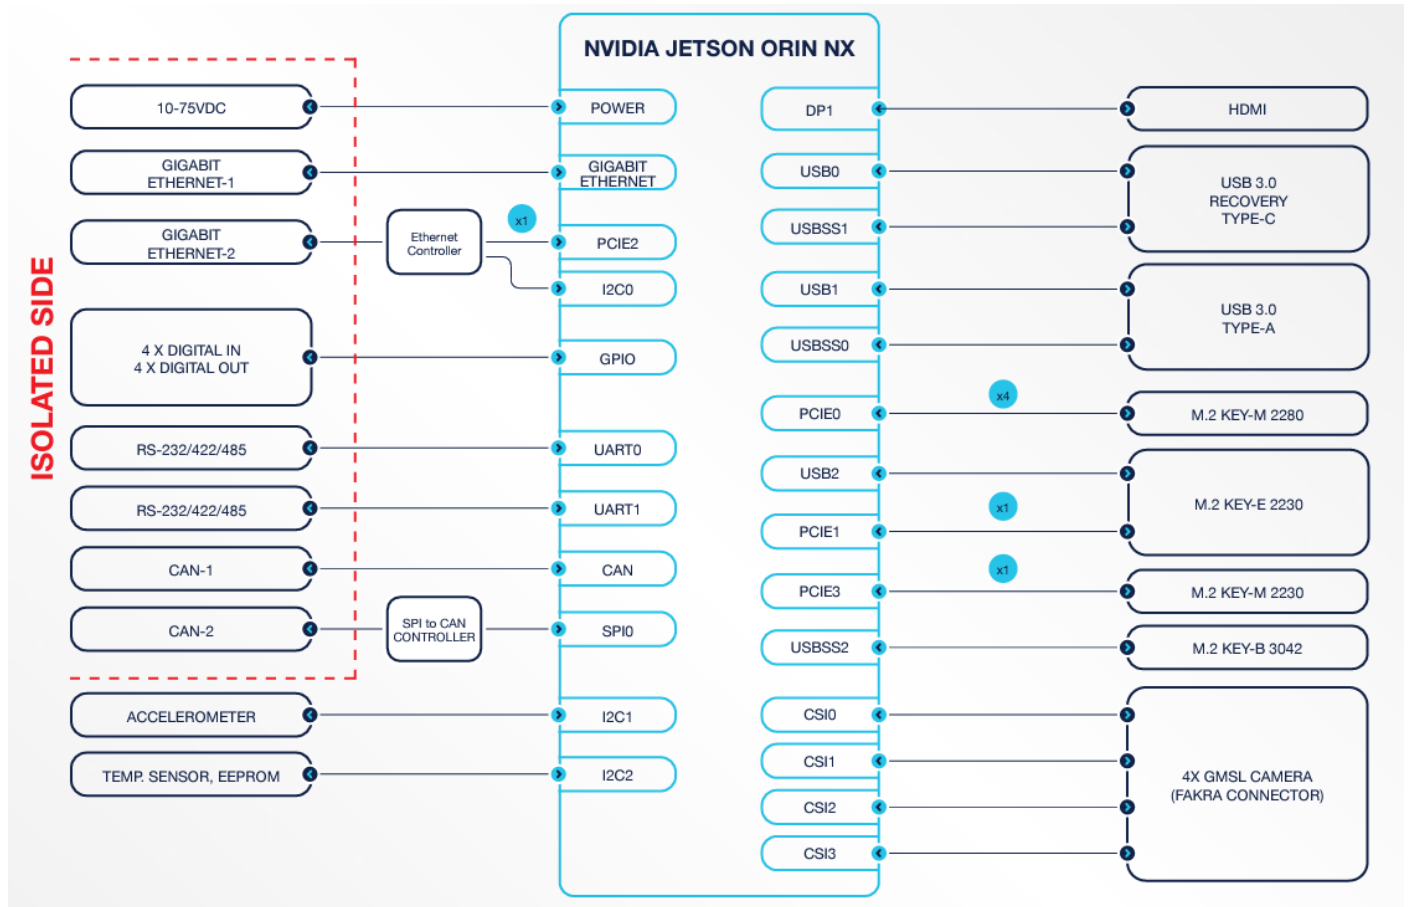 NVIDIA JETSON ORIN NX
ISOLATED SIDE
10-75VDC
GIGABIT
ETHERNET-1
GIGABIT
ETHERNET-2
4 X DIGITAL IN
4 X DIGITAL OUT
RS-232/422/485
RS-232/422/485
CAN-1
CAN-2
ACCELEROMETER
TEMP. SENSOR, EEPROM
Ethernet
Controller
x1
SPI to CAN
CONTROLLER
POWER
GIGABIT
ETHERNET
PCIE2
I2C0
GPIO
UART0
UART1
CAN
SPI0
I2C1
I2C2
DP1
USB0
USBSS1
USB1
USBSS0
PCIE0
USB2
PCIE1
PCIE3
USBSS2
CSI0
CSI1
CSI2
CSI3
x4
x1
x1
HDMI
USB 3.0
RECOVERY
TYPE-C
USB 3.0
TYPE-A
M.2 KEY-M 2280
M.2 KEY-E 2230
M.2 KEY-M 2230
M.2 KEY-B 3042
4X GMSL CAMERA
(FAKRA CONNECTOR)